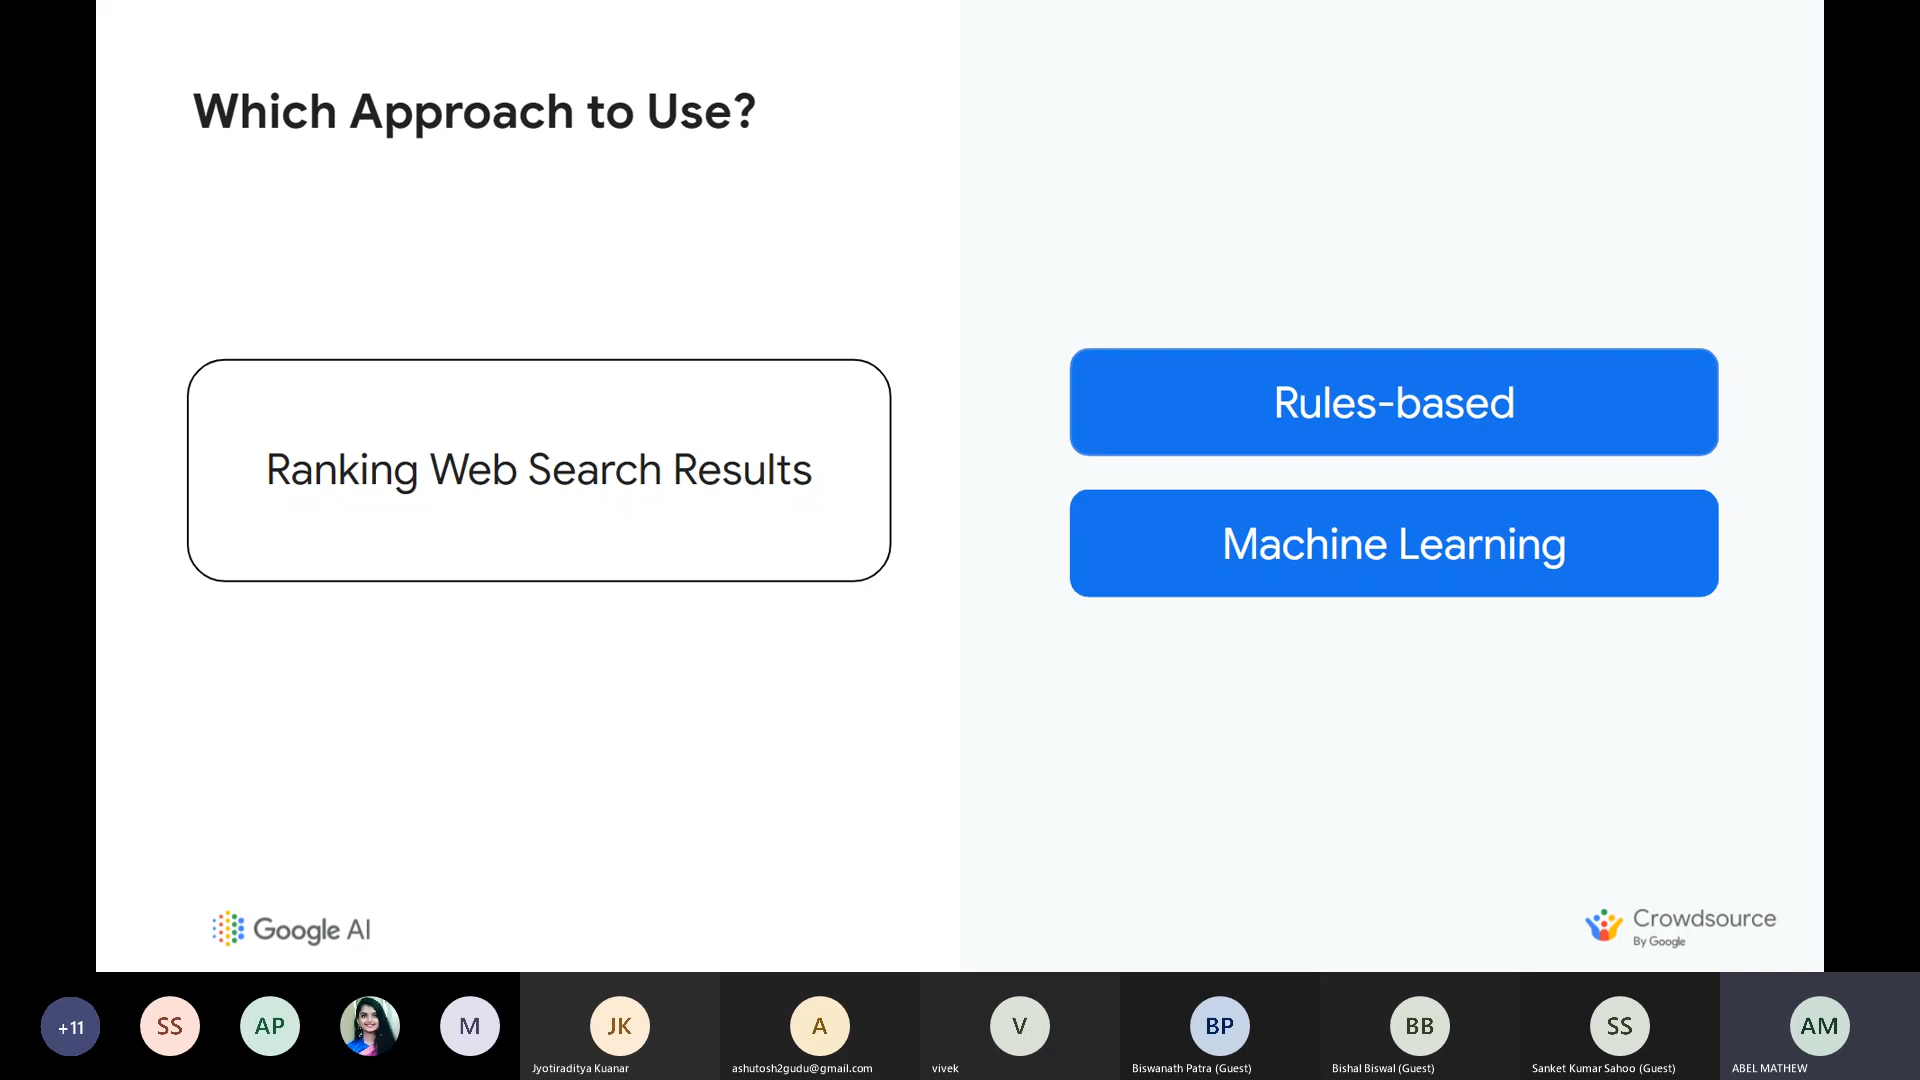 Which Approach to Use?
Ranking Web Search Results
Rules-based
Machine Learning
Google AI
Crowdsource
By Google
+11
SS
AP
M
JK
A
V
BP
BB
SS
AM
Jyotiraditya Kuanar
ashutosh2gudu@gmail.com
vivek
Biswanath Patra (Guest)
Bishal Biswal (Guest)
Sanket Kumar Sahoo (Guest)
ABEL MATHEW